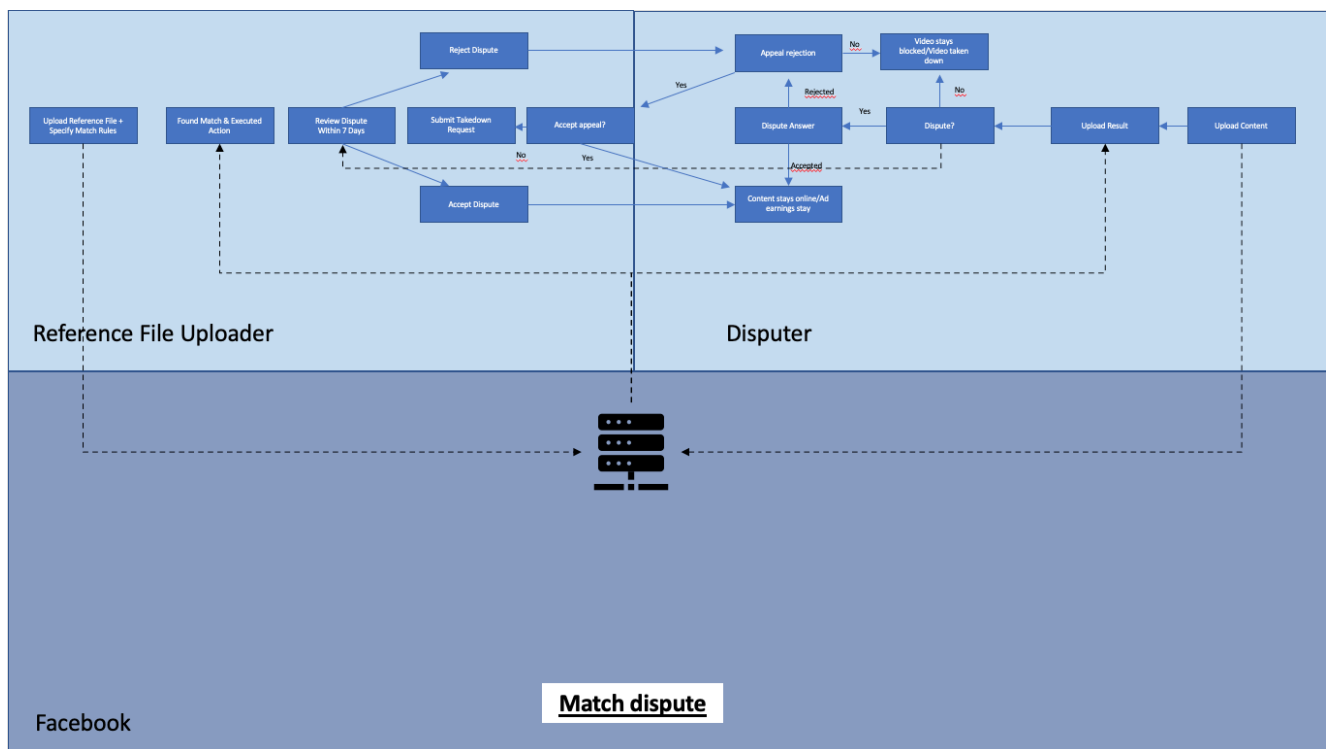 Reject Dispute
Appeal rejection
No
Video stays
blocked/Video taken
down
Yes
Rejected
No
Upload Reference File +
Specify Match Rules
Found Match & Executed
Action
Review Dispute
Within 7 Days
Submit Takedown
Request
Accept appeal?
Dispute Answer
Yes
Dispute?
Upload Result
Upload Content
No
Yes
Accepted
Accept Dispute
Content stays online/Ad
earnings stay
Reference File Uploader
Disputer
Match dispute
Facebook